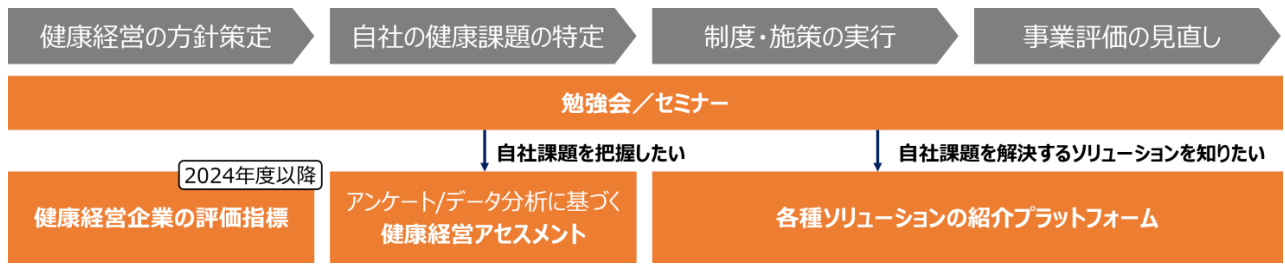 健康経営の方針策定
自社の健康課題の特定
制度・施策の実行
事業評価の見直し
勉強会／セミナー
自社課題を把握したい
自社課題を解決するソリューションを知りたい
2024年度以降
健康経営企業の評価指標
アンケート/データ分析に基づく
健康経営アセスメント
各種ソリューションの紹介プラットフォーム